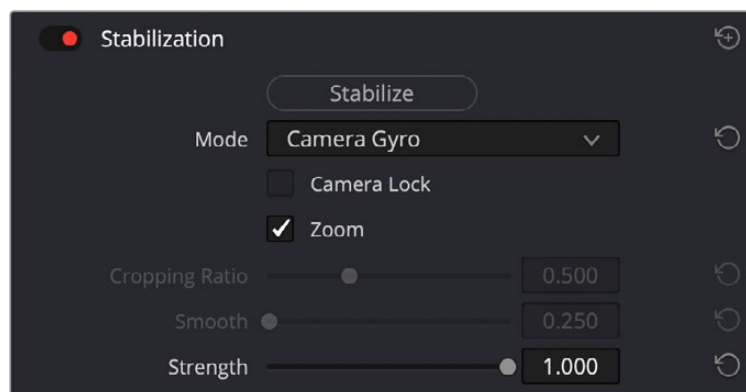 Stabilization
Stabilize
Mode Camera Gyro
Camera Lock
Zoom
Cropping Ratio 0.500
Smooth 0.250
Strength 1.000